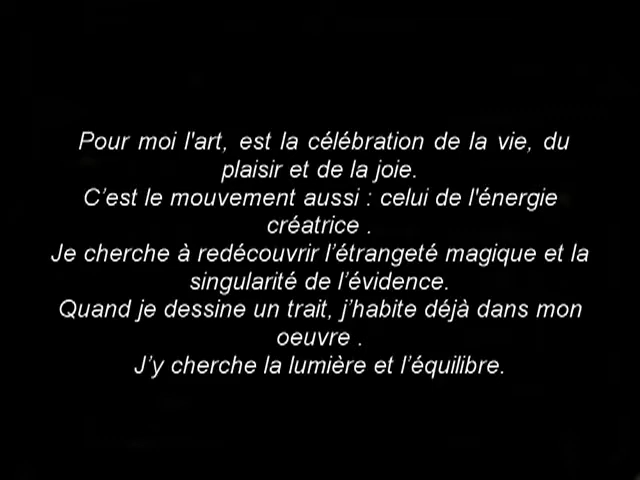 Pour moi l'art, est la célébration de la vie, du
plaisir et de la joie.
C’est le mouvement aussi : celui de l'énergie
créatrice .
Je cherche à redécouvrir l’étrangeté magique et la
singularité de l’évidence.
Quand je dessine un trait, j’habite déjà dans mon
oeuvre .
J’y cherche la lumière et l’équilibre.